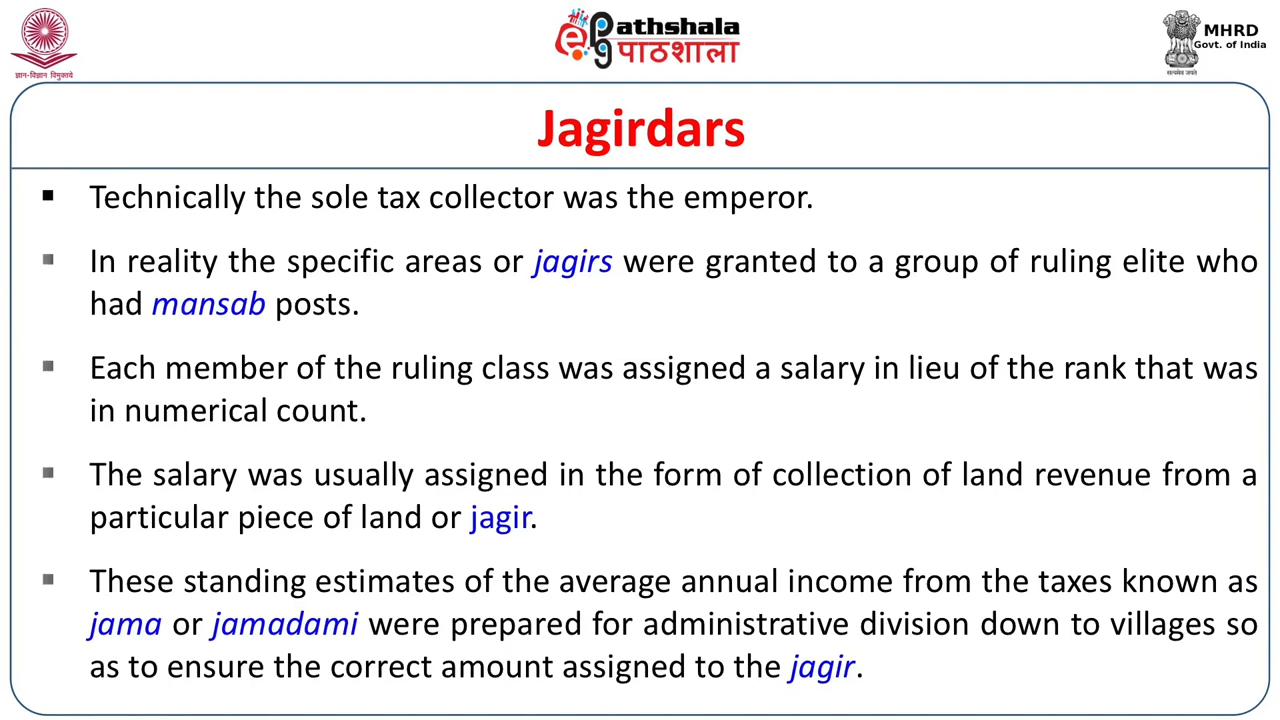 ज्ञान-विज्ञान विमुक्तये
ePathshala
पाठशाला
सत्यमेव जयते
MHRD
Govt. of India
Jagirdars
▪ Technically the sole tax collector was the emperor.
▪ In reality the specific areas or jagirs were granted to a group of ruling elite who
had mansab posts.
▪ Each member of the ruling class was assigned a salary in lieu of the rank that was
in numerical count.
▪ The salary was usually assigned in the form of collection of land revenue from a
particular piece of land or jagir.
▪ These standing estimates of the average annual income from the taxes known as
jama or jamadami were prepared for administrative division down to villages so
as to ensure the correct amount assigned to the jagir.